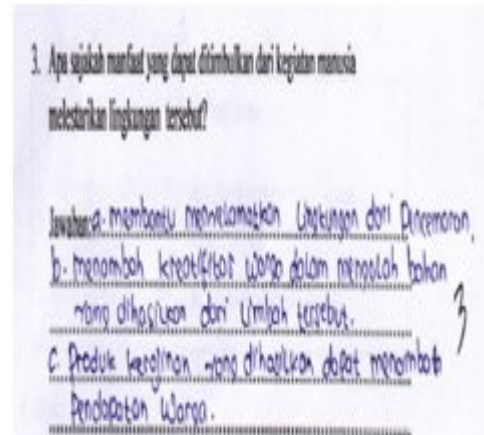 3. Apa sajakah manfaat yang dapat ditimbulkan dari kegiatan manusia
melestarikan lingkungan tersebut?
Jawaban: a. membantu menyelamatkan lingkungan dari Pencemaran.
b. menambah kreatifitas warga dalam mengolah bahan
yang dihasilkan dari limbah tersebut.
3
c. Produk kerajinan yang dihasilkan dapat menambah
Pendapatan warga.